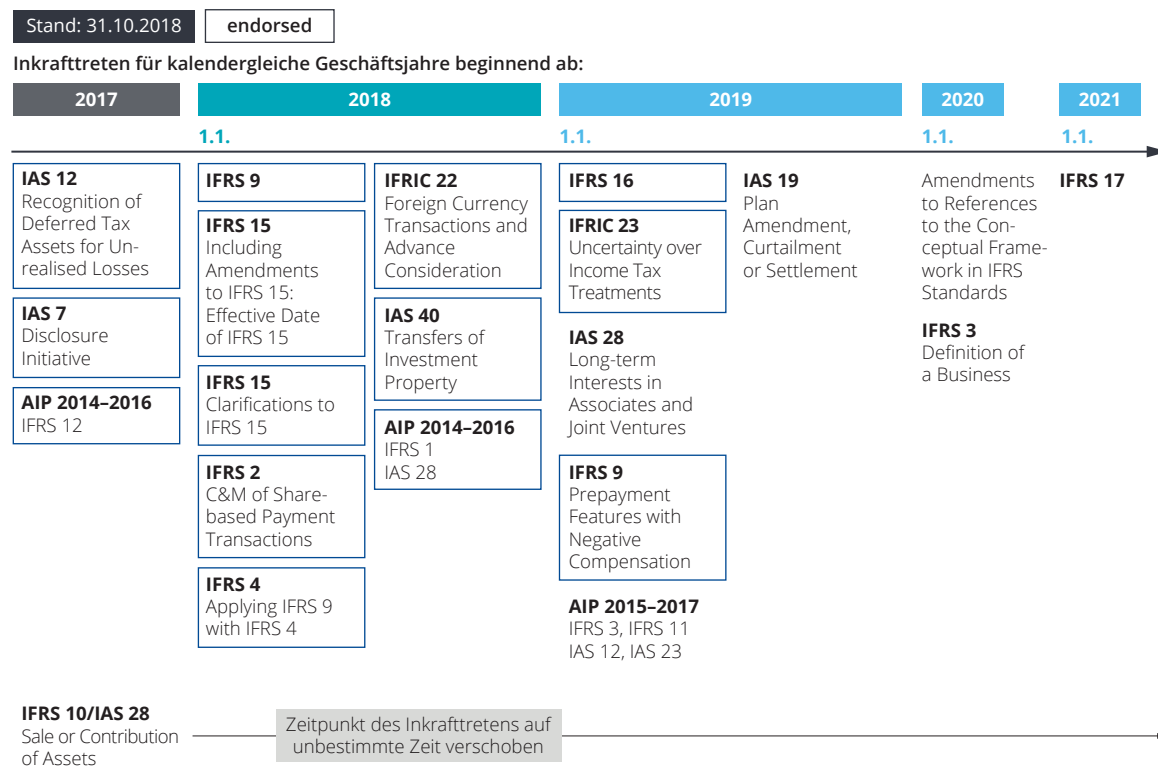 Stand: 31.10.2018
endorsed
Inkrafttreten für kalendergleiche Geschäftsjahre beginnend ab:
2017
2018
2019
2020
2021
1.1.
1.1.
1.1.
1.1.
IAS 12
Recognition of
Deferred Tax
Assets for Un-
realised Losses
IAS 7
Disclosure
Initiative
AIP 2014–2016
IFRS 12
IFRS 9
IFRS 15
Including
Amendments
to IFRS 15:
Effective Date
of IFRS 15
IFRS 15
Clarifications to
IFRS 15
IFRS 2
C&M of Share-
based Payment
Transactions
IFRS 4
Applying IFRS 9
with IFRS 4
IFRIC 22
Foreign Currency
Transactions and
Advance
Consideration
IAS 40
Transfers of
Investment
Property
AIP 2014–2016
IFRS 1
IAS 28
IFRS 16
IFRIC 23
Uncertainty over
Income Tax
Treatments
IAS 28
Long-term
Interests in
Associates and
Joint Ventures
IFRS 9
Prepayment
Features with
Negative
Compensation
AIP 2015–2017
IFRS 3, IFRS 11
IAS 12, IAS 23
IAS 19
Plan
Amendment,
Curtailment
or Settlement
Amendments
to References
to the Con-
ceptual Frame-
work in IFRS
Standards
IFRS 3
Definition of
a Business
IFRS 17
IFRS 10/IAS 28
Sale or Contribution
of Assets
Zeitpunkt des Inkrafttretens auf
unbestimmte Zeit verschoben